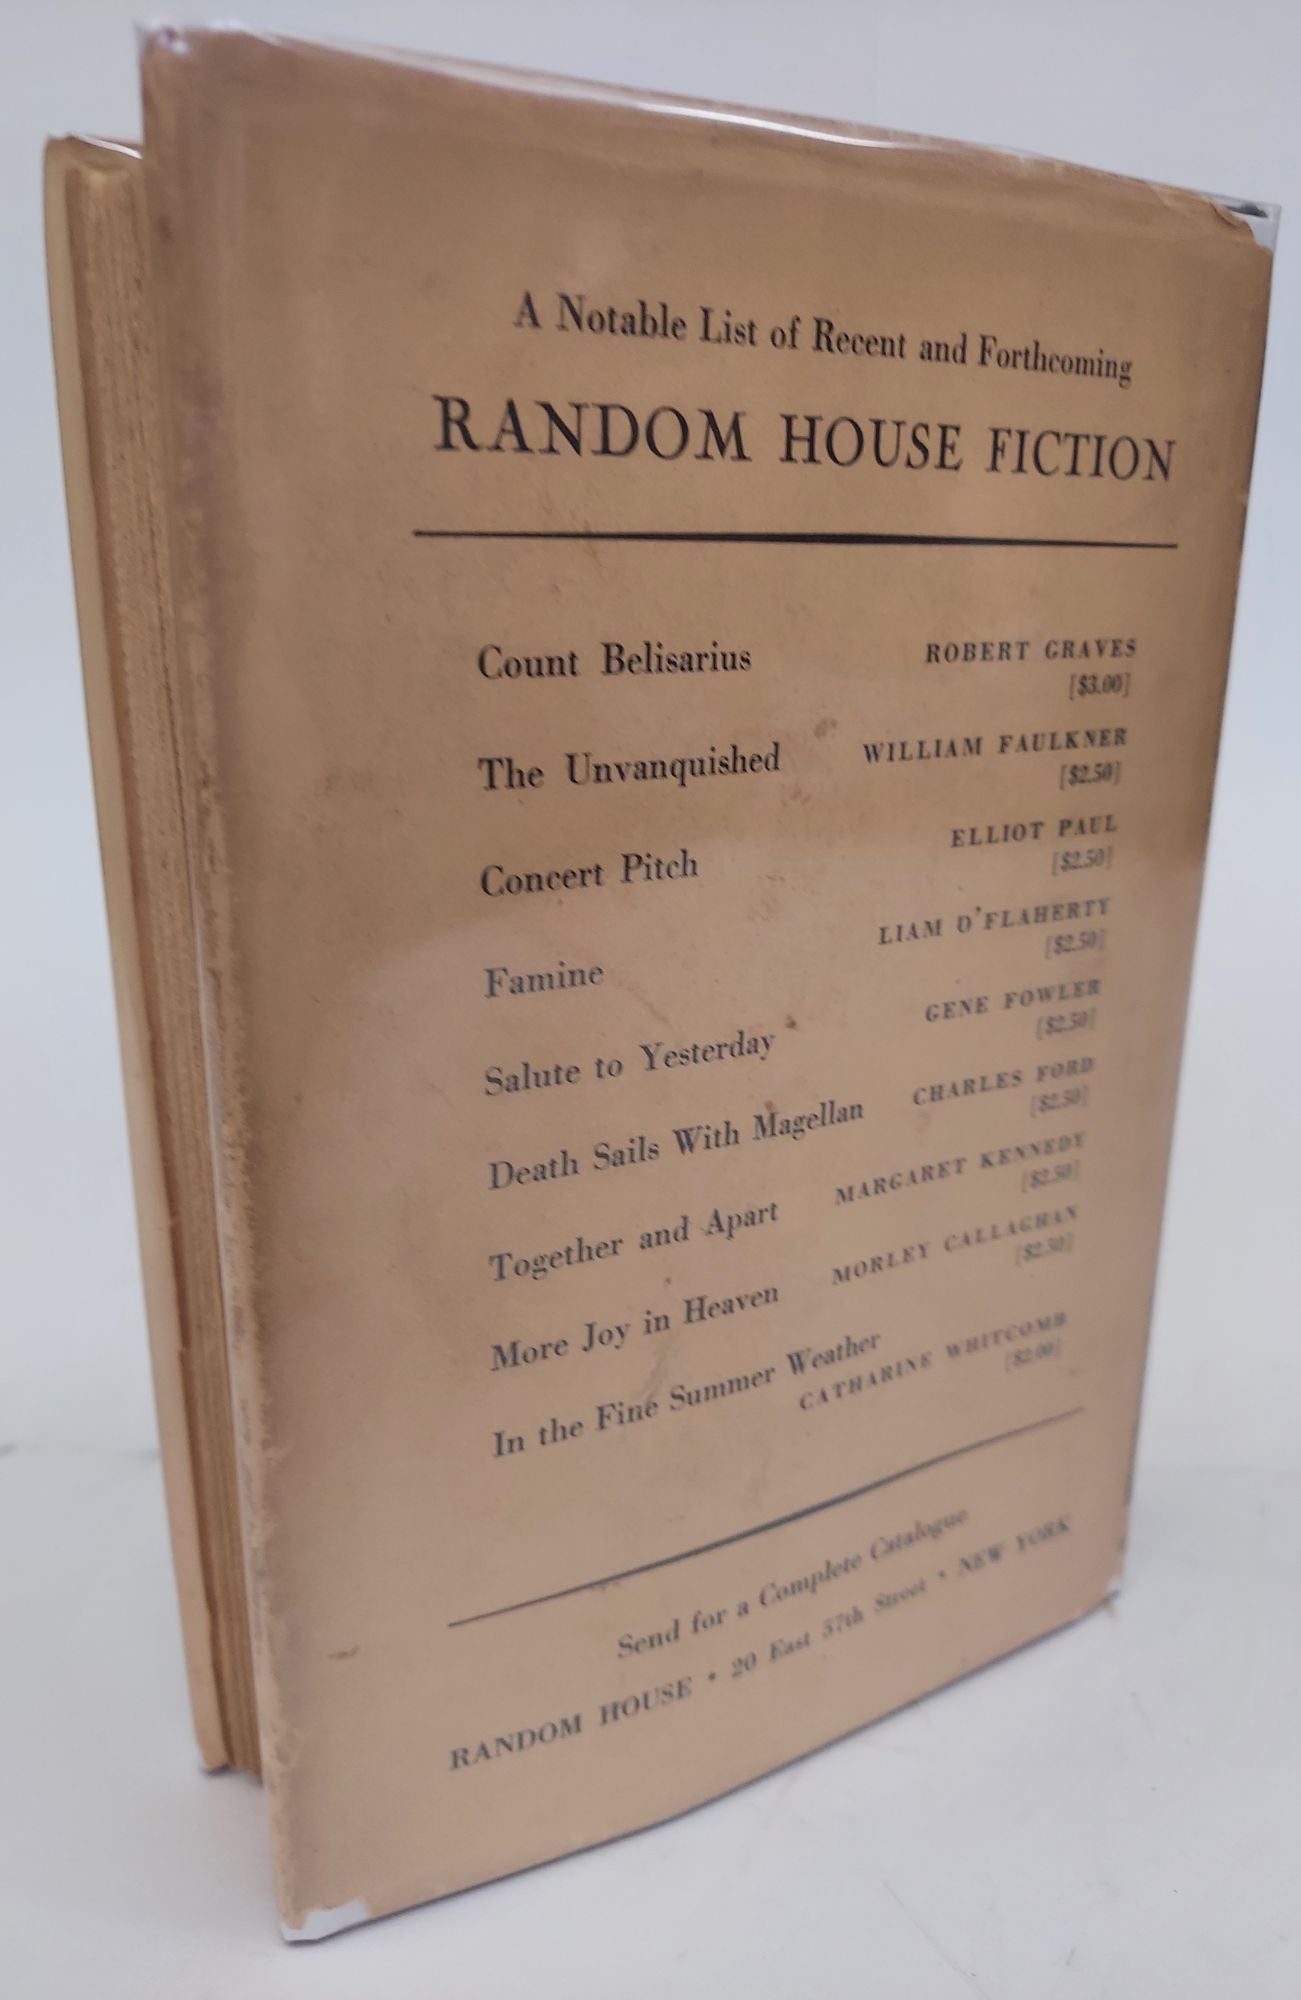 A Notable List of Recent and Forthcoming
RANDOM HOUSE FICTION
Count Belisarius ROBERT GRAVES
[$3.00]
The Unvanquished WILLIAM FAULKNER
[$2.50]
Concert Pitch ELLIOT PAUL
[$2.50]
Famine LIAM O'FLAHERTY
[$2.50]
Salute to Yesterday GENE FOWLER
[$2.50]
Death Sails With Magellan CHARLES FORD
[$2.50]
Together and Apart MARGARET KENNEDY
[$2.50]
More Joy in Heaven MORLEY CALLAGHAN
[$2.50]
In the Fine Summer Weather
CATHARINE WHITCOMB
[$2.00]
Send for a Complete Catalogue
RANDOM HOUSE • 20 East 57th Street • NEW YORK